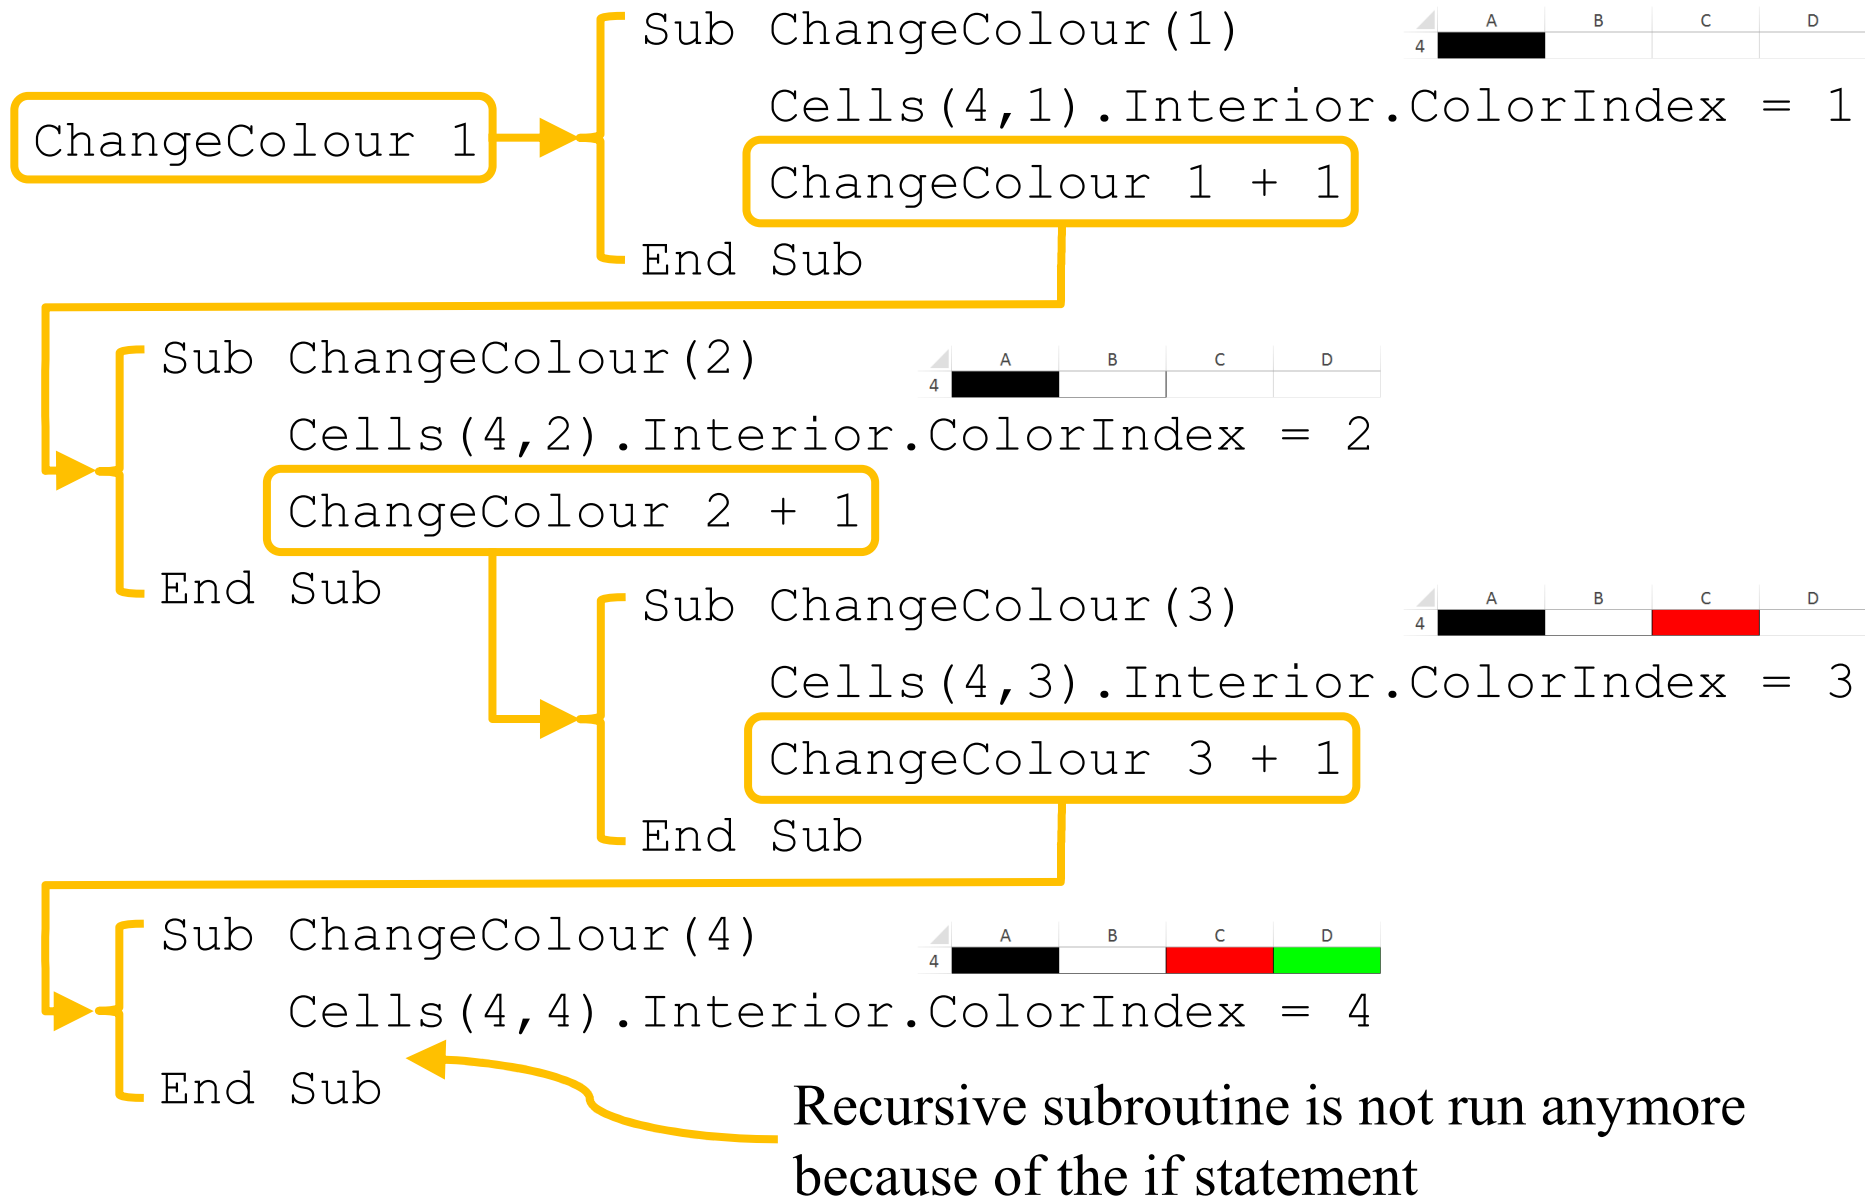 Sub ChangeColour(1)
A B C D
4
Cells(4,1).Interior.ColorIndex = 1
ChangeColour 1
ChangeColour 1 + 1
End Sub
Sub ChangeColour(2)
A B C D
4
Cells(4,2).Interior.ColorIndex = 2
ChangeColour 2 + 1
End Sub
Sub ChangeColour(3)
A B C D
4
Cells(4,3).Interior.ColorIndex = 3
ChangeColour 3 + 1
End Sub
Sub ChangeColour(4)
A B C D
4
Cells(4,4).Interior.ColorIndex = 4
End Sub
Recursive subroutine is not run anymore
because of the if statement